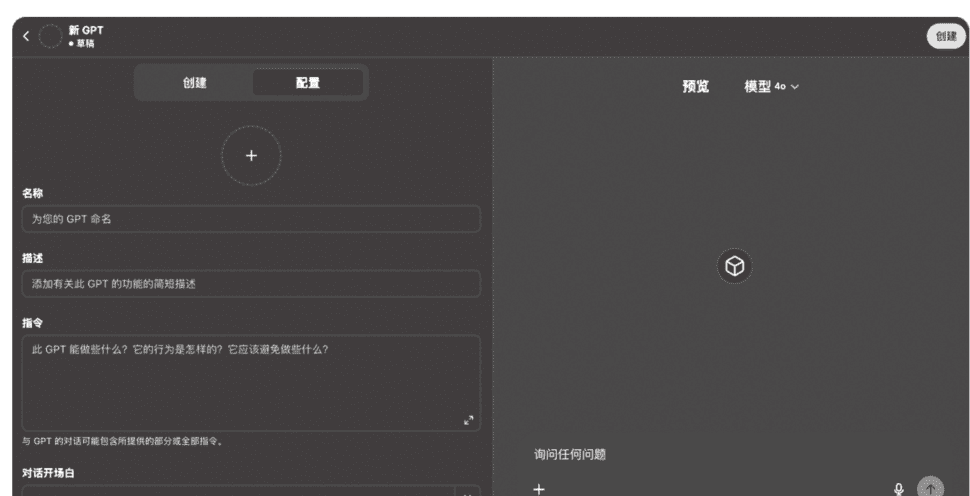 新 GPT
草稿
创建
创建
配置
预览
模型 4o
名称
为您的 GPT 命名
描述
添加有关此 GPT 的功能的简短描述
指令
此 GPT 能做些什么？它的行为是怎样的？它应该避免做些什么？
与 GPT 的对话可能包含所提供的部分或全部指令。
对话开场白
询问任何问题